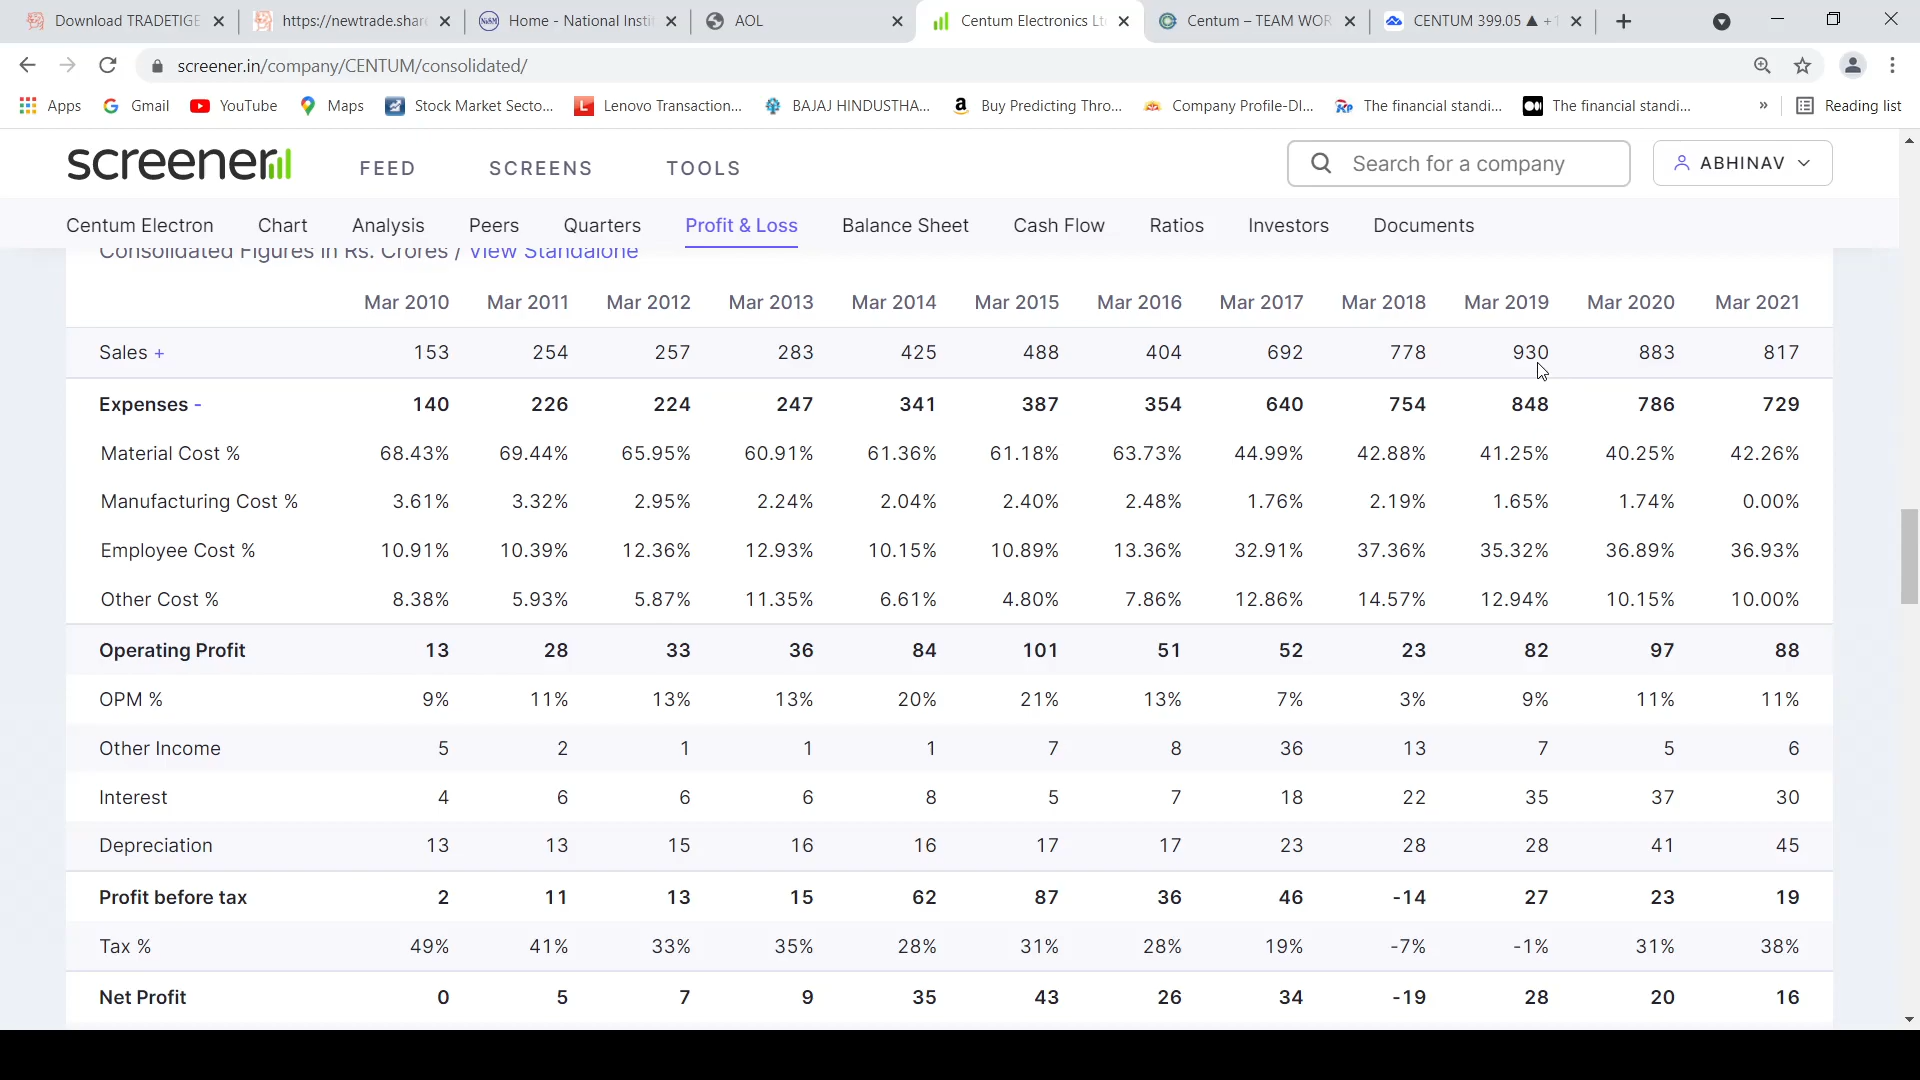 Download TRADETIGE
https://newtrade.shar
Home - National Instit
AOL
Centum Electronics Lt
Centum – TEAM WOR
CENTUM 399.05 ▲ +1
screener.in/company/CENTUM/consolidated/
Apps Gmail YouTube Maps Stock Market Secto... Lenovo Transaction... BAJAJ HINDUSTHA... Buy Predicting Thro... Company Profile-DI... The financial standi... The financial standi... » Reading list
screener FEED SCREENS TOOLS Search for a company ABHINAV
Centum Electron Chart Analysis Peers Quarters Profit & Loss Balance Sheet Cash Flow Ratios Investors Documents
Consolidated Figures in Rs. Crores / View Standalone
Mar 2010 Mar 2011 Mar 2012 Mar 2013 Mar 2014 Mar 2015 Mar 2016 Mar 2017 Mar 2018 Mar 2019 Mar 2020 Mar 2021
Sales + 153 254 257 283 425 488 404 692 778 930 883 817
Expenses - 140 226 224 247 341 387 354 640 754 848 786 729
Material Cost % 68.43% 69.44% 65.95% 60.91% 61.36% 61.18% 63.73% 44.99% 42.88% 41.25% 40.25% 42.26%
Manufacturing Cost % 3.61% 3.32% 2.95% 2.24% 2.04% 2.40% 2.48% 1.76% 2.19% 1.65% 1.74% 0.00%
Employee Cost % 10.91% 10.39% 12.36% 12.93% 10.15% 10.89% 13.36% 32.91% 37.36% 35.32% 36.89% 36.93%
Other Cost % 8.38% 5.93% 5.87% 11.35% 6.61% 4.80% 7.86% 12.86% 14.57% 12.94% 10.15% 10.00%
Operating Profit 13 28 33 36 84 101 51 52 23 82 97 88
OPM % 9% 11% 13% 13% 20% 21% 13% 7% 3% 9% 11% 11%
Other Income 5 2 1 1 1 7 8 36 13 7 5 6
Interest 4 6 6 6 8 5 7 18 22 35 37 30
Depreciation 13 13 15 16 16 17 17 23 28 28 41 45
Profit before tax 2 11 13 15 62 87 36 46 -14 27 23 19
Tax % 49% 41% 33% 35% 28% 31% 28% 19% -7% -1% 31% 38%
Net Profit 0 5 7 9 35 43 26 34 -19 28 20 16